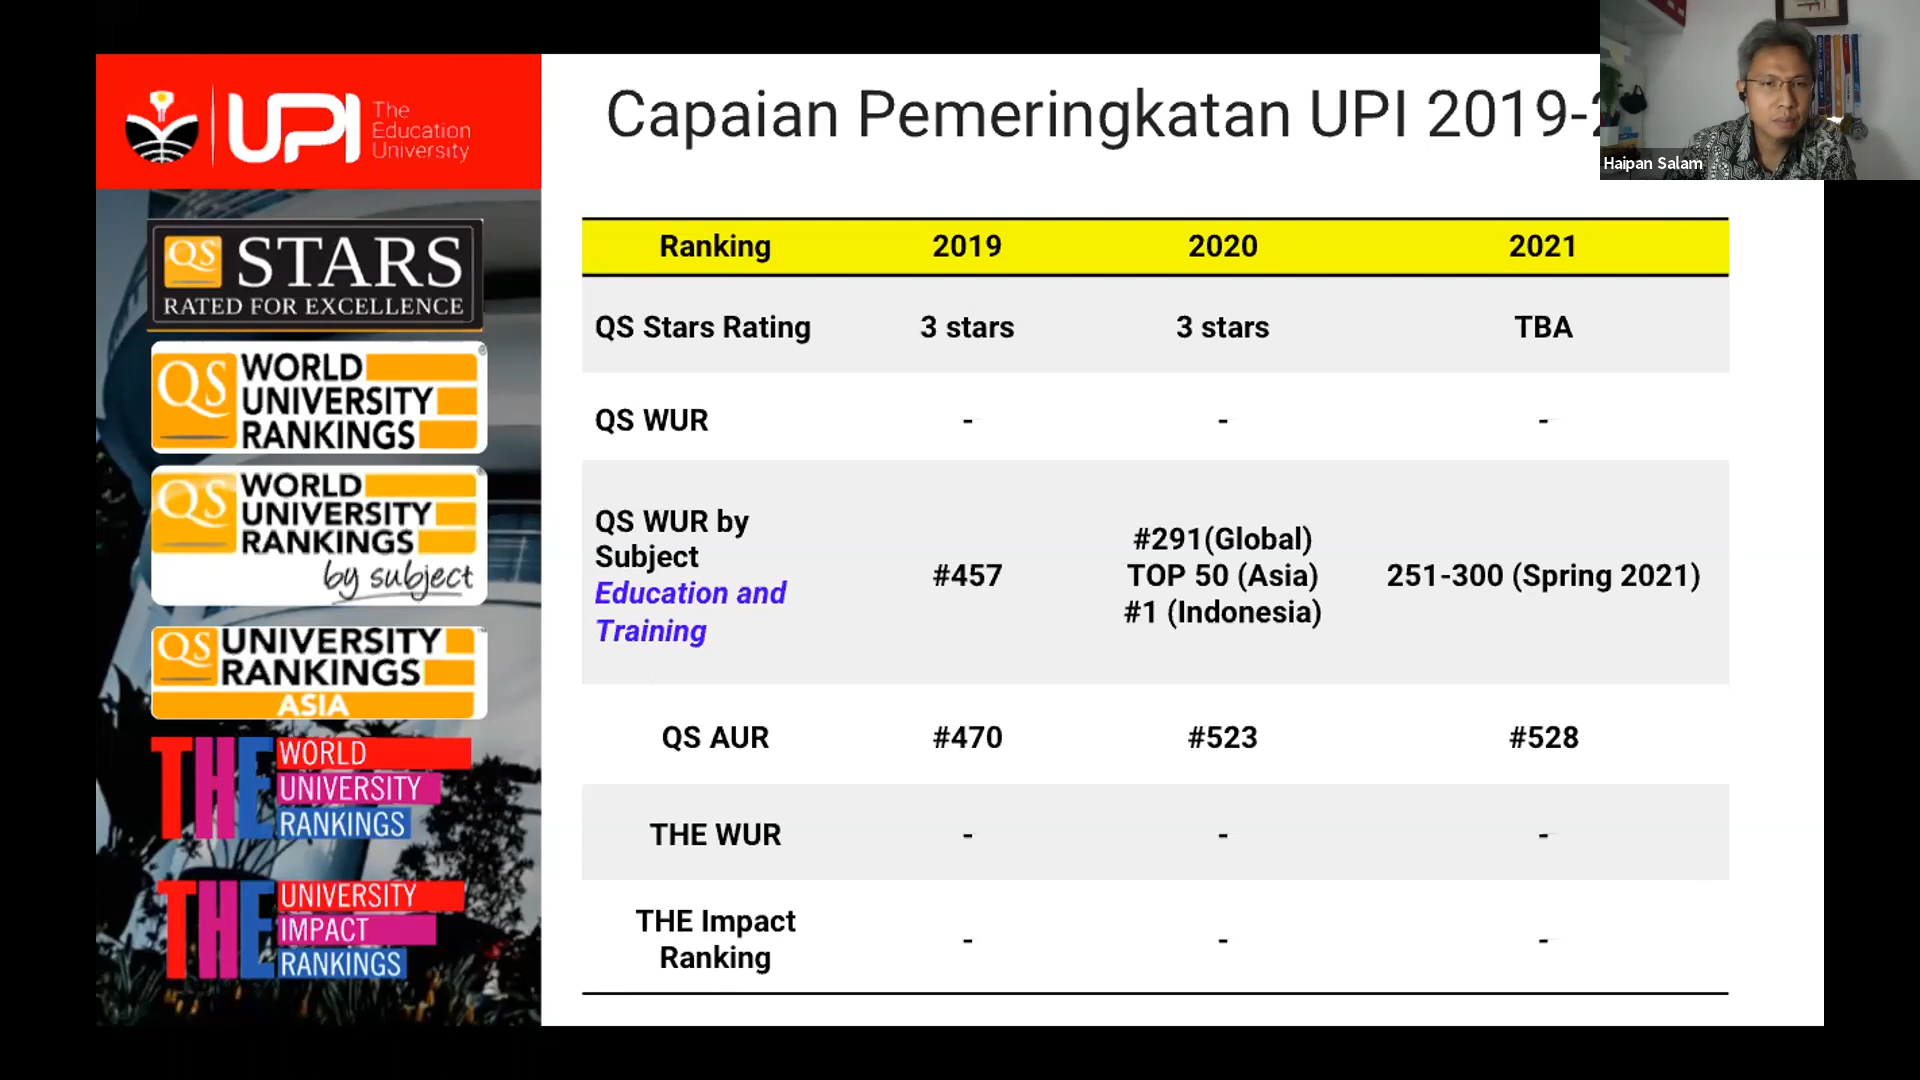 UPI The Education University
Capaian Pemeringkatan UPI 2019-
Haipan Salam
QS STARS
RATED FOR EXCELLENCE
QS WORLD
UNIVERSITY
RANKINGS
QS WORLD
UNIVERSITY
RANKINGS
by subject
QS UNIVERSITY
RANKINGS
ASIA
THE WORLD
UNIVERSITY
RANKINGS
THE UNIVERSITY
IMPACT
RANKINGS
Ranking 2019 2020 2021
QS Stars Rating 3 stars 3 stars TBA
QS WUR - - -
QS WUR by
Subject
Education and
Training
#457
#291(Global)
TOP 50 (Asia)
#1 (Indonesia)
251-300 (Spring 2021)
QS AUR #470 #523 #528
THE WUR - - -
THE Impact
Ranking
- - -